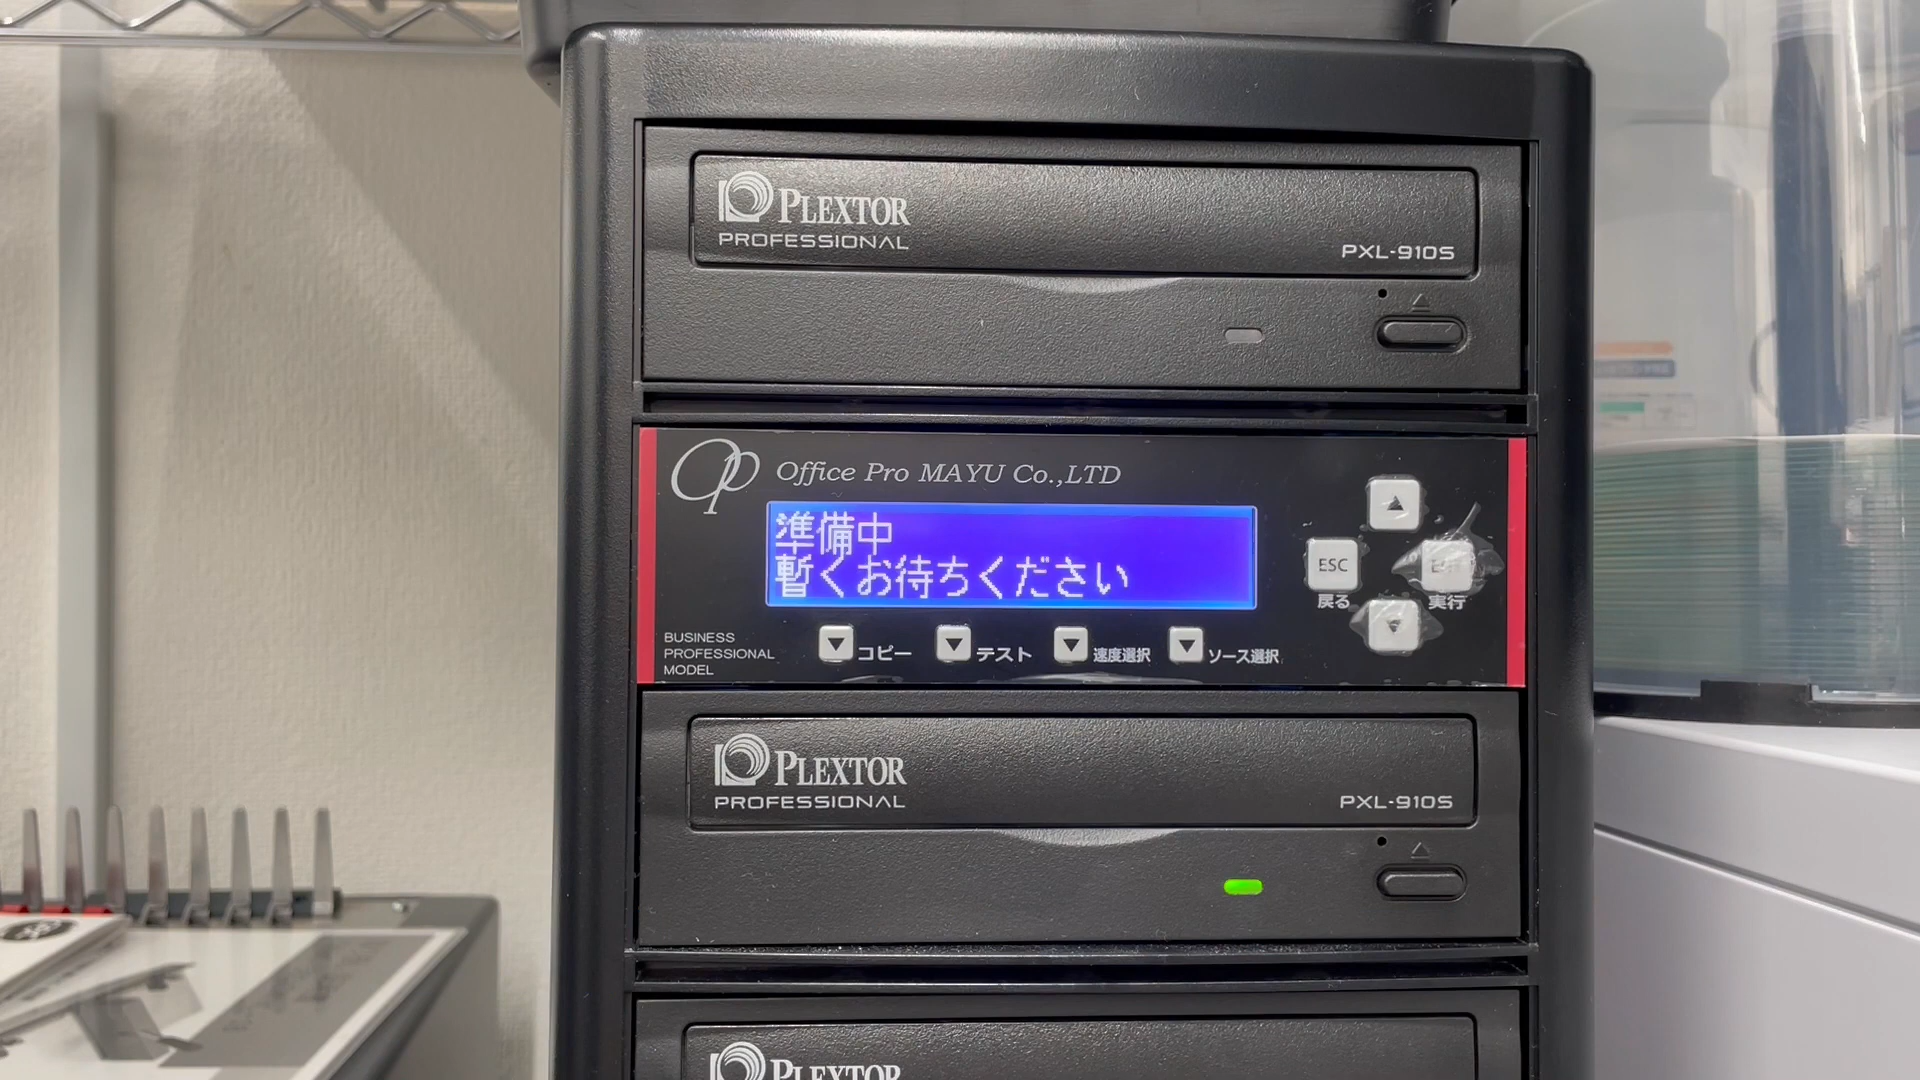 PLEXTOR
PROFESSIONAL
PXL-910S
Op Office Pro MAYU Co.,LTD
準備中
暫くお待ちください
ESC
戻る
実行
BUSINESS
PROFESSIONAL
MODEL
コピー
テスト
速度選択
ソース選択
PLEXTOR
PROFESSIONAL
PXL-910S
PLEXTOR